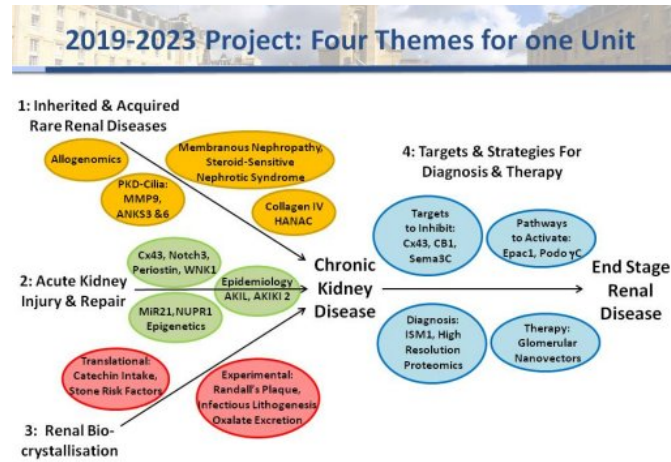 2019-2023 Project: Four Themes for one Unit
1: Inherited & Acquired
Rare Renal Diseases
Allogenomics
PKD-Cilia:
MMP9,
ANKS3 &6
Membranous Nephropathy,
Steroid-Sensitive
Nephrotic Syndrome
Collagen IV
HANAC
2: Acute Kidney
Injury & Repair
Cx43, Notch3,
Periostin, WNK1
Epidemiology
AKIL, AKIKI 2
MiR21,NUPR1
Epigenetics
3: Renal Bio-
crystallisation
Translational:
Catechin Intake,
Stone Risk Factors
Experimental:
Randall's Plaque,
Infectious Lithogenesis
Oxalate Excretion
Chronic
Kidney
Disease
4: Targets & Strategies For
Diagnosis & Therapy
Targets
to Inhibit:
Cx43, CB1,
Sema3C
Pathways
to Activate:
Epac1, Podo γC
Diagnosis:
ISM1, High
Resolution
Proteomics
Therapy:
Glomerular
Nanovectors
End Stage
Renal
Disease